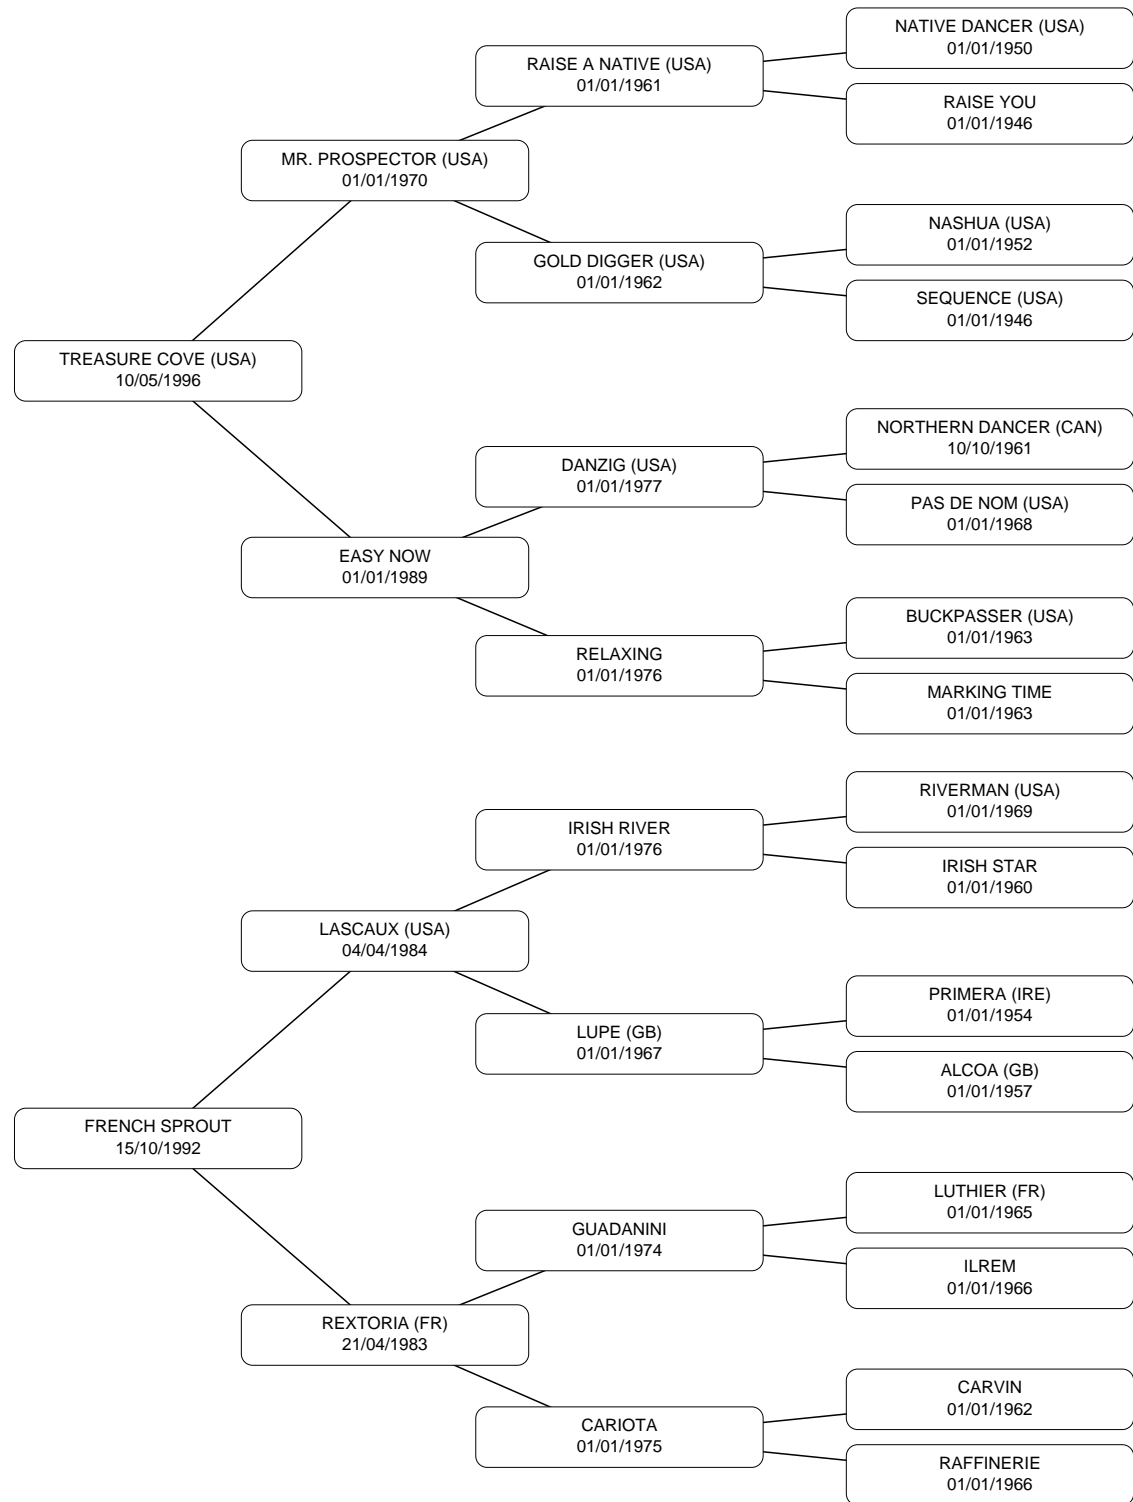 NATIVE DANCER (USA)
01/01/1950
RAISE A NATIVE (USA)
01/01/1961
RAISE YOU
01/01/1946
MR. PROSPECTOR (USA)
01/01/1970
NASHUA (USA)
01/01/1952
GOLD DIGGER (USA)
01/01/1962
SEQUENCE (USA)
01/01/1946
TREASURE COVE (USA)
10/05/1996
NORTHERN DANCER (CAN)
10/10/1961
DANZIG (USA)
01/01/1977
PAS DE NOM (USA)
01/01/1968
EASY NOW
01/01/1989
BUCKPASSER (USA)
01/01/1963
RELAXING
01/01/1976
MARKING TIME
01/01/1963
RIVERMAN (USA)
01/01/1969
IRISH RIVER
01/01/1976
IRISH STAR
01/01/1960
LASCAUX (USA)
04/04/1984
PRIMERA (IRE)
01/01/1954
LUPE (GB)
01/01/1967
ALCOA (GB)
01/01/1957
FRENCH SPROUT
15/10/1992
LUTHIER (FR)
01/01/1965
GUADANINI
01/01/1974
ILREM
01/01/1966
REXTORIA (FR)
21/04/1983
CARVIN
01/01/1962
CARIOTA
01/01/1975
RAFFINERIE
01/01/1966